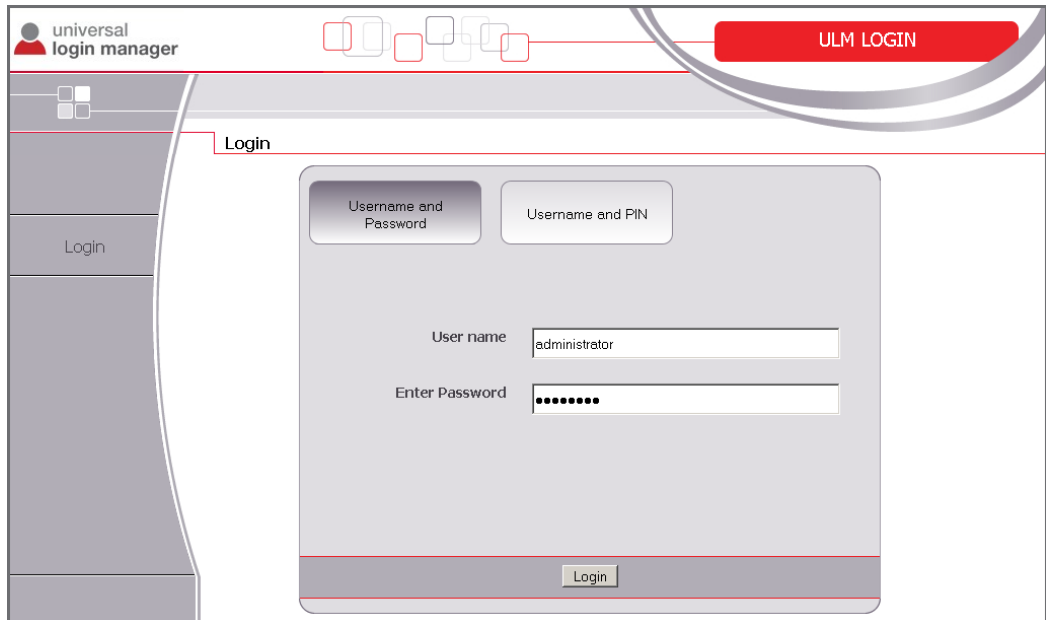 universal
login manager
ULM LOGIN
Login
Login
Username and
Password
Username and PIN
User name
administrator
Enter Password
●●●●●●●●
Login